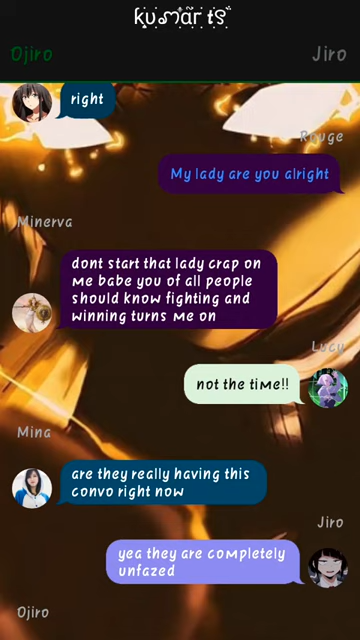 kumar ts
Ojiro
Jiro
right
Rouge
My lady are you alright
Minerva
dont start that lady crap on
me babe you of all people
should know fighting and
winning turns me on
Lucy
not the time!!
Mina
are they really having this
convo right now
Jiro
yea they are completely
unfazed
Ojiro